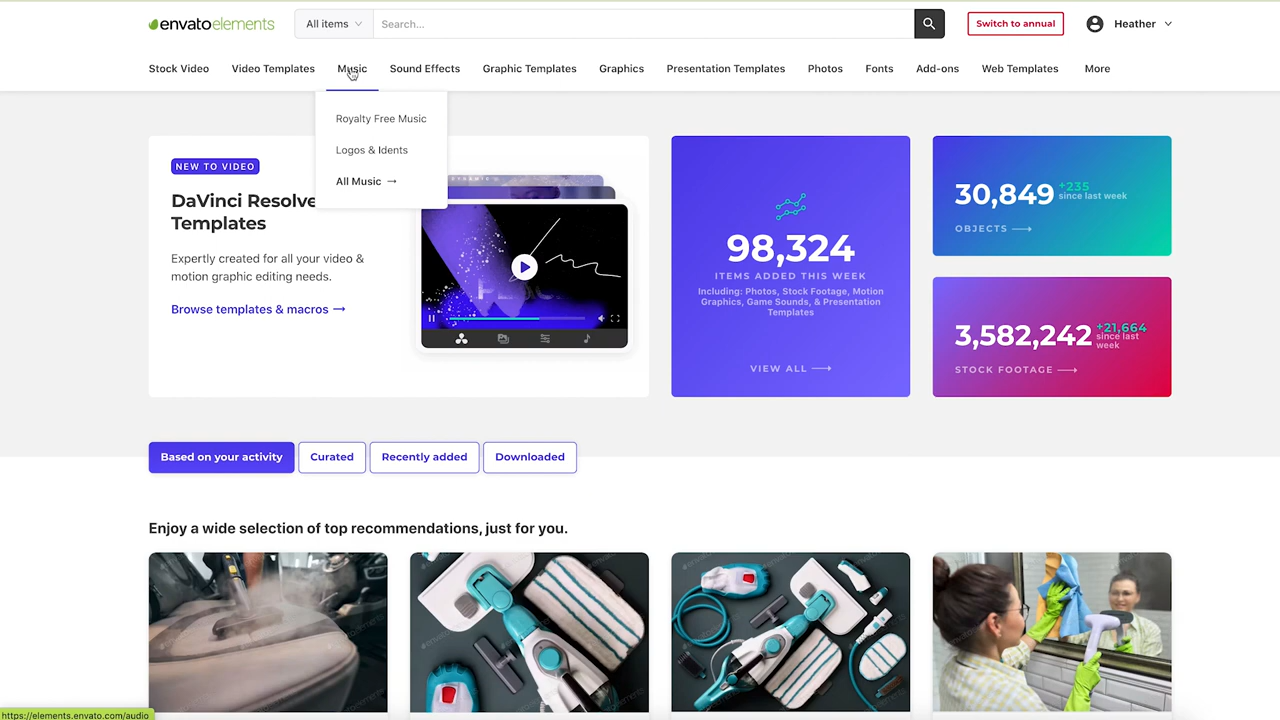 envatoelements
All items
Search...
Switch to annual
Heather
Stock Video
Video Templates
Music
Sound Effects
Graphic Templates
Graphics
Presentation Templates
Photos
Fonts
Add-ons
Web Templates
More
Royalty Free Music
Logos & Idents
All Music →
NEW TO VIDEO
DaVinci Resolve
Templates
Expertly created for all your video &
motion graphic editing needs.
Browse templates & macros →
98,324
ITEMS ADDED THIS WEEK
Including: Photos, Stock Footage, Motion
Graphics, Game Sounds, & Presentation
Templates
VIEW ALL →
30,849 +235
since last week
OBJECTS →
3,582,242 +21,664
since last
week
STOCK FOOTAGE →
Based on your activity
Curated
Recently added
Downloaded
Enjoy a wide selection of top recommendations, just for you.
https://elements.envato.com/audio